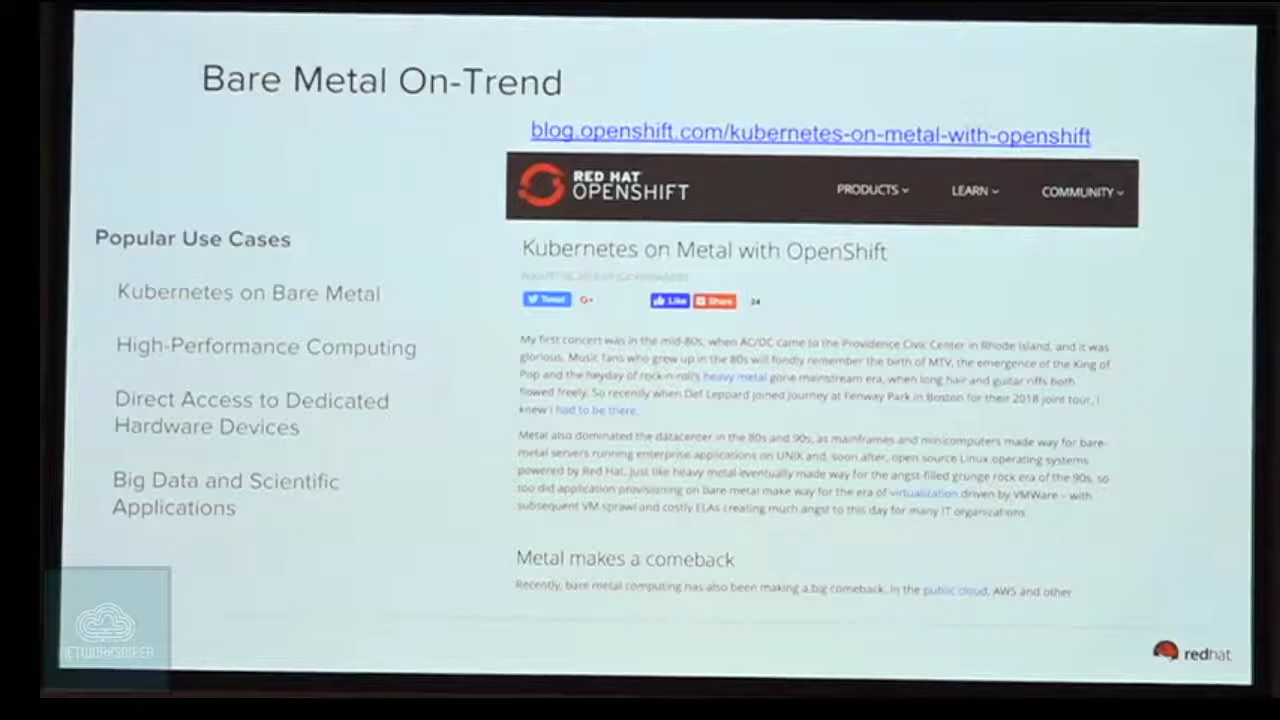 Bare Metal On-Trend
blog.openshift.com/kubernetes-on-metal-with-openshift
RED HAT
OPENSHIFT
PRODUCTS
LEARN
COMMUNITY
Popular Use Cases
Kubernetes on Bare Metal
High-Performance Computing
Direct Access to Dedicated
Hardware Devices
Big Data and Scientific
Applications
Kubernetes on Metal with OpenShift
Tweet
G+
Like
Share
24
My first concert was in the mid-80s, when AC/DC came to the Providence Civic Center in Rhode Island, and it was
glorious. Music fans who grew up in the 80s will fondly remember the birth of MTV, the emergence of the King of
Pop and the heyday of rock-n-roll's heavy metal gone mainstream era, when long hair and guitar riffs both
flowed freely. So recently when Def Leppard joined Journey at Fenway Park in Boston for their 2018 joint tour, I
knew I had to be there.
Metal also dominated the datacenter in the 80s and 90s, as mainframes and minicomputers made way for bare-
metal servers running enterprise applications on UNIX and, soon after, open source Linux operating systems
powered by Red Hat. Just like heavy metal eventually made way for the angst-filled grunge rock era of the 90s, so
too did application provisioning on bare metal make way for the era of virtualization driven by VMWare – with
subsequent VM sprawl and costly ELAs creating much angst to this day for many IT organizations.
Metal makes a comeback
Recently, bare metal computing has also been making a big comeback. In the public cloud, AWS and other
redhat
NETWORKSNIPER